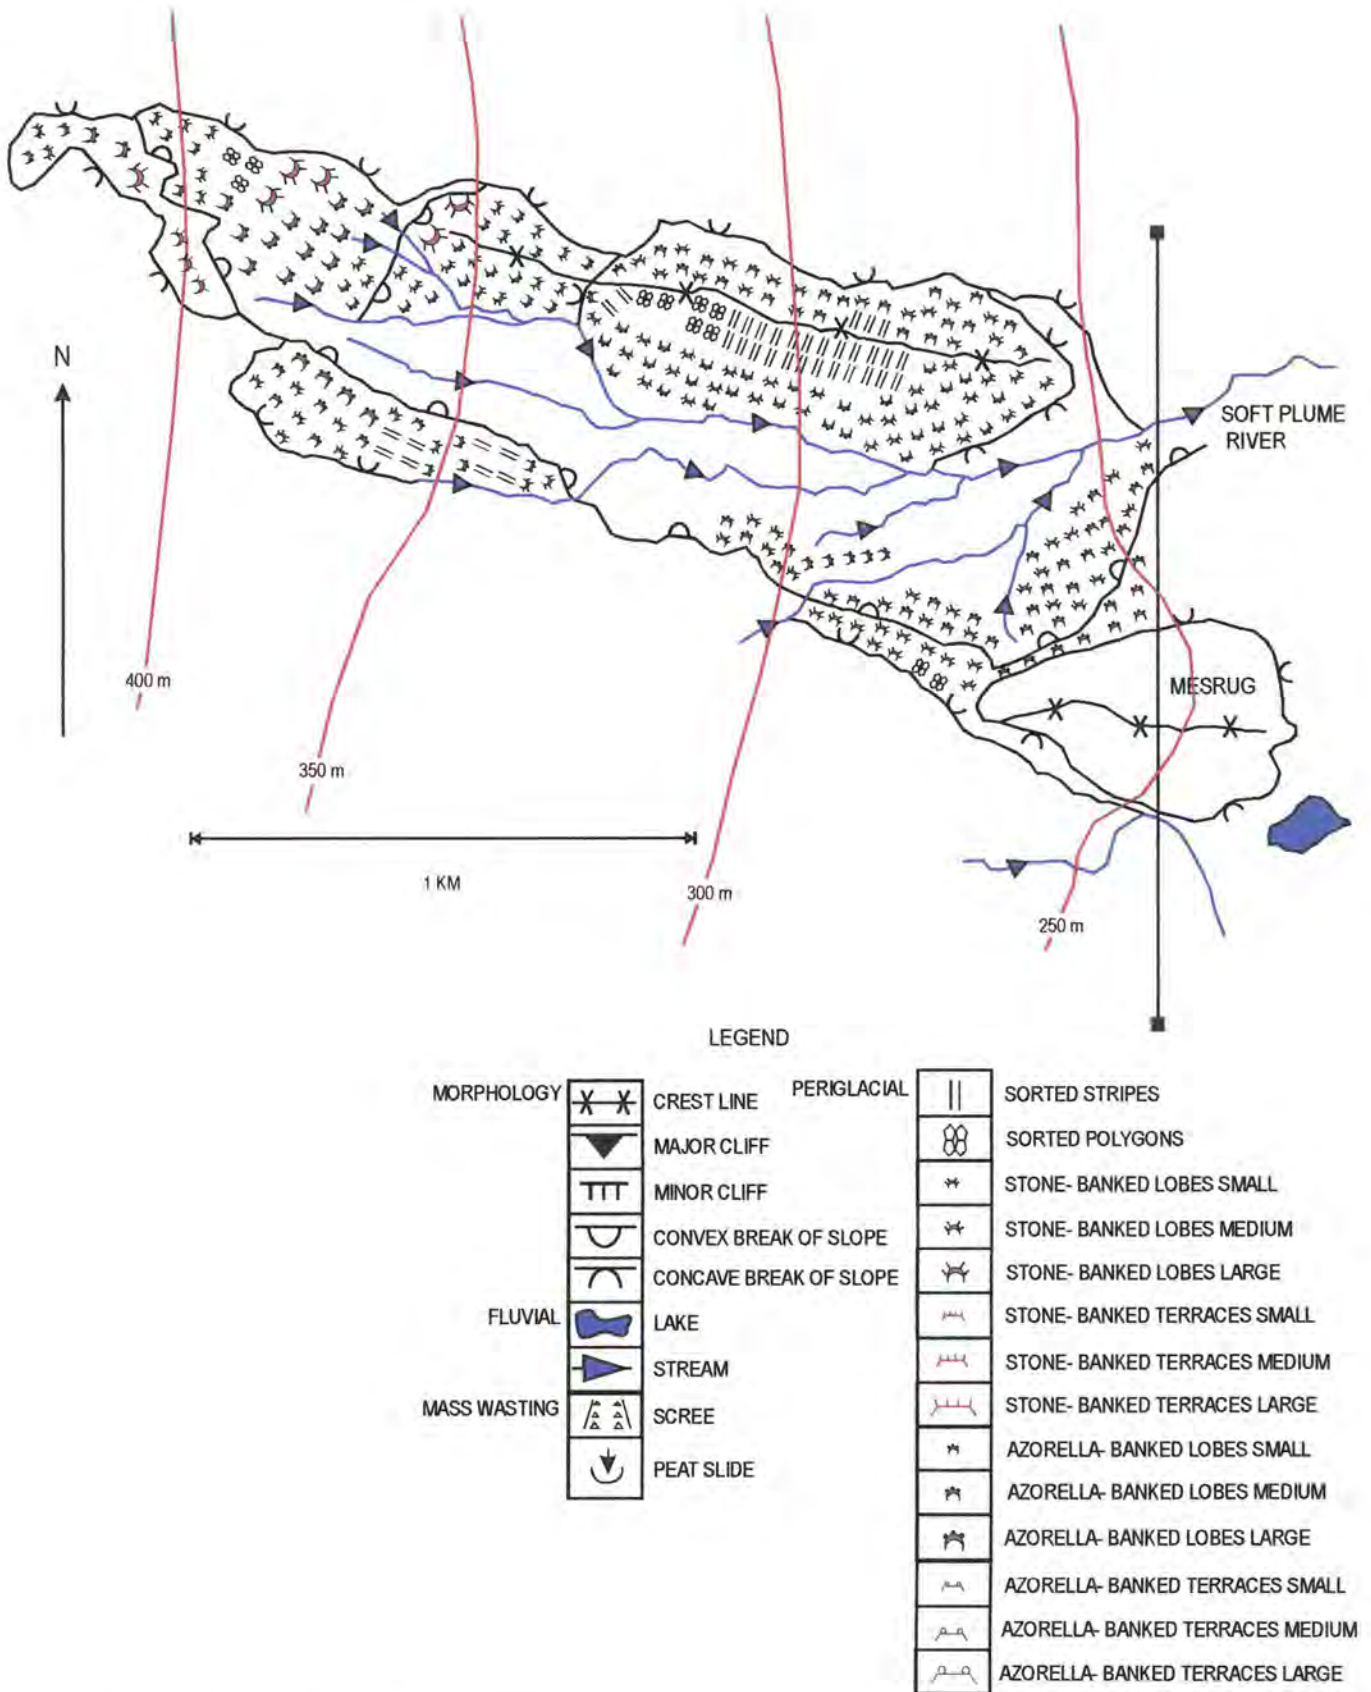 N
SOFT PLUME
RIVER
400 m
MESRUG
350 m
1 KM
300 m
250 m
LEGEND
MORPHOLOGY
CREST LINE
MAJOR CLIFF
MINOR CLIFF
CONVEX BREAK OF SLOPE
CONCAVE BREAK OF SLOPE
FLUVIAL
LAKE
STREAM
MASS WASTING
SCREE
PEAT SLIDE
PERIGLACIAL
SORTED STRIPES
SORTED POLYGONS
STONE- BANKED LOBES SMALL
STONE- BANKED LOBES MEDIUM
STONE- BANKED LOBES LARGE
STONE- BANKED TERRACES SMALL
STONE- BANKED TERRACES MEDIUM
STONE- BANKED TERRACES LARGE
AZORELLA- BANKED LOBES SMALL
AZORELLA- BANKED LOBES MEDIUM
AZORELLA- BANKED LOBES LARGE
AZORELLA- BANKED TERRACES SMALL
AZORELLA- BANKED TERRACES MEDIUM
AZORELLA- BANKED TERRACES LARGE